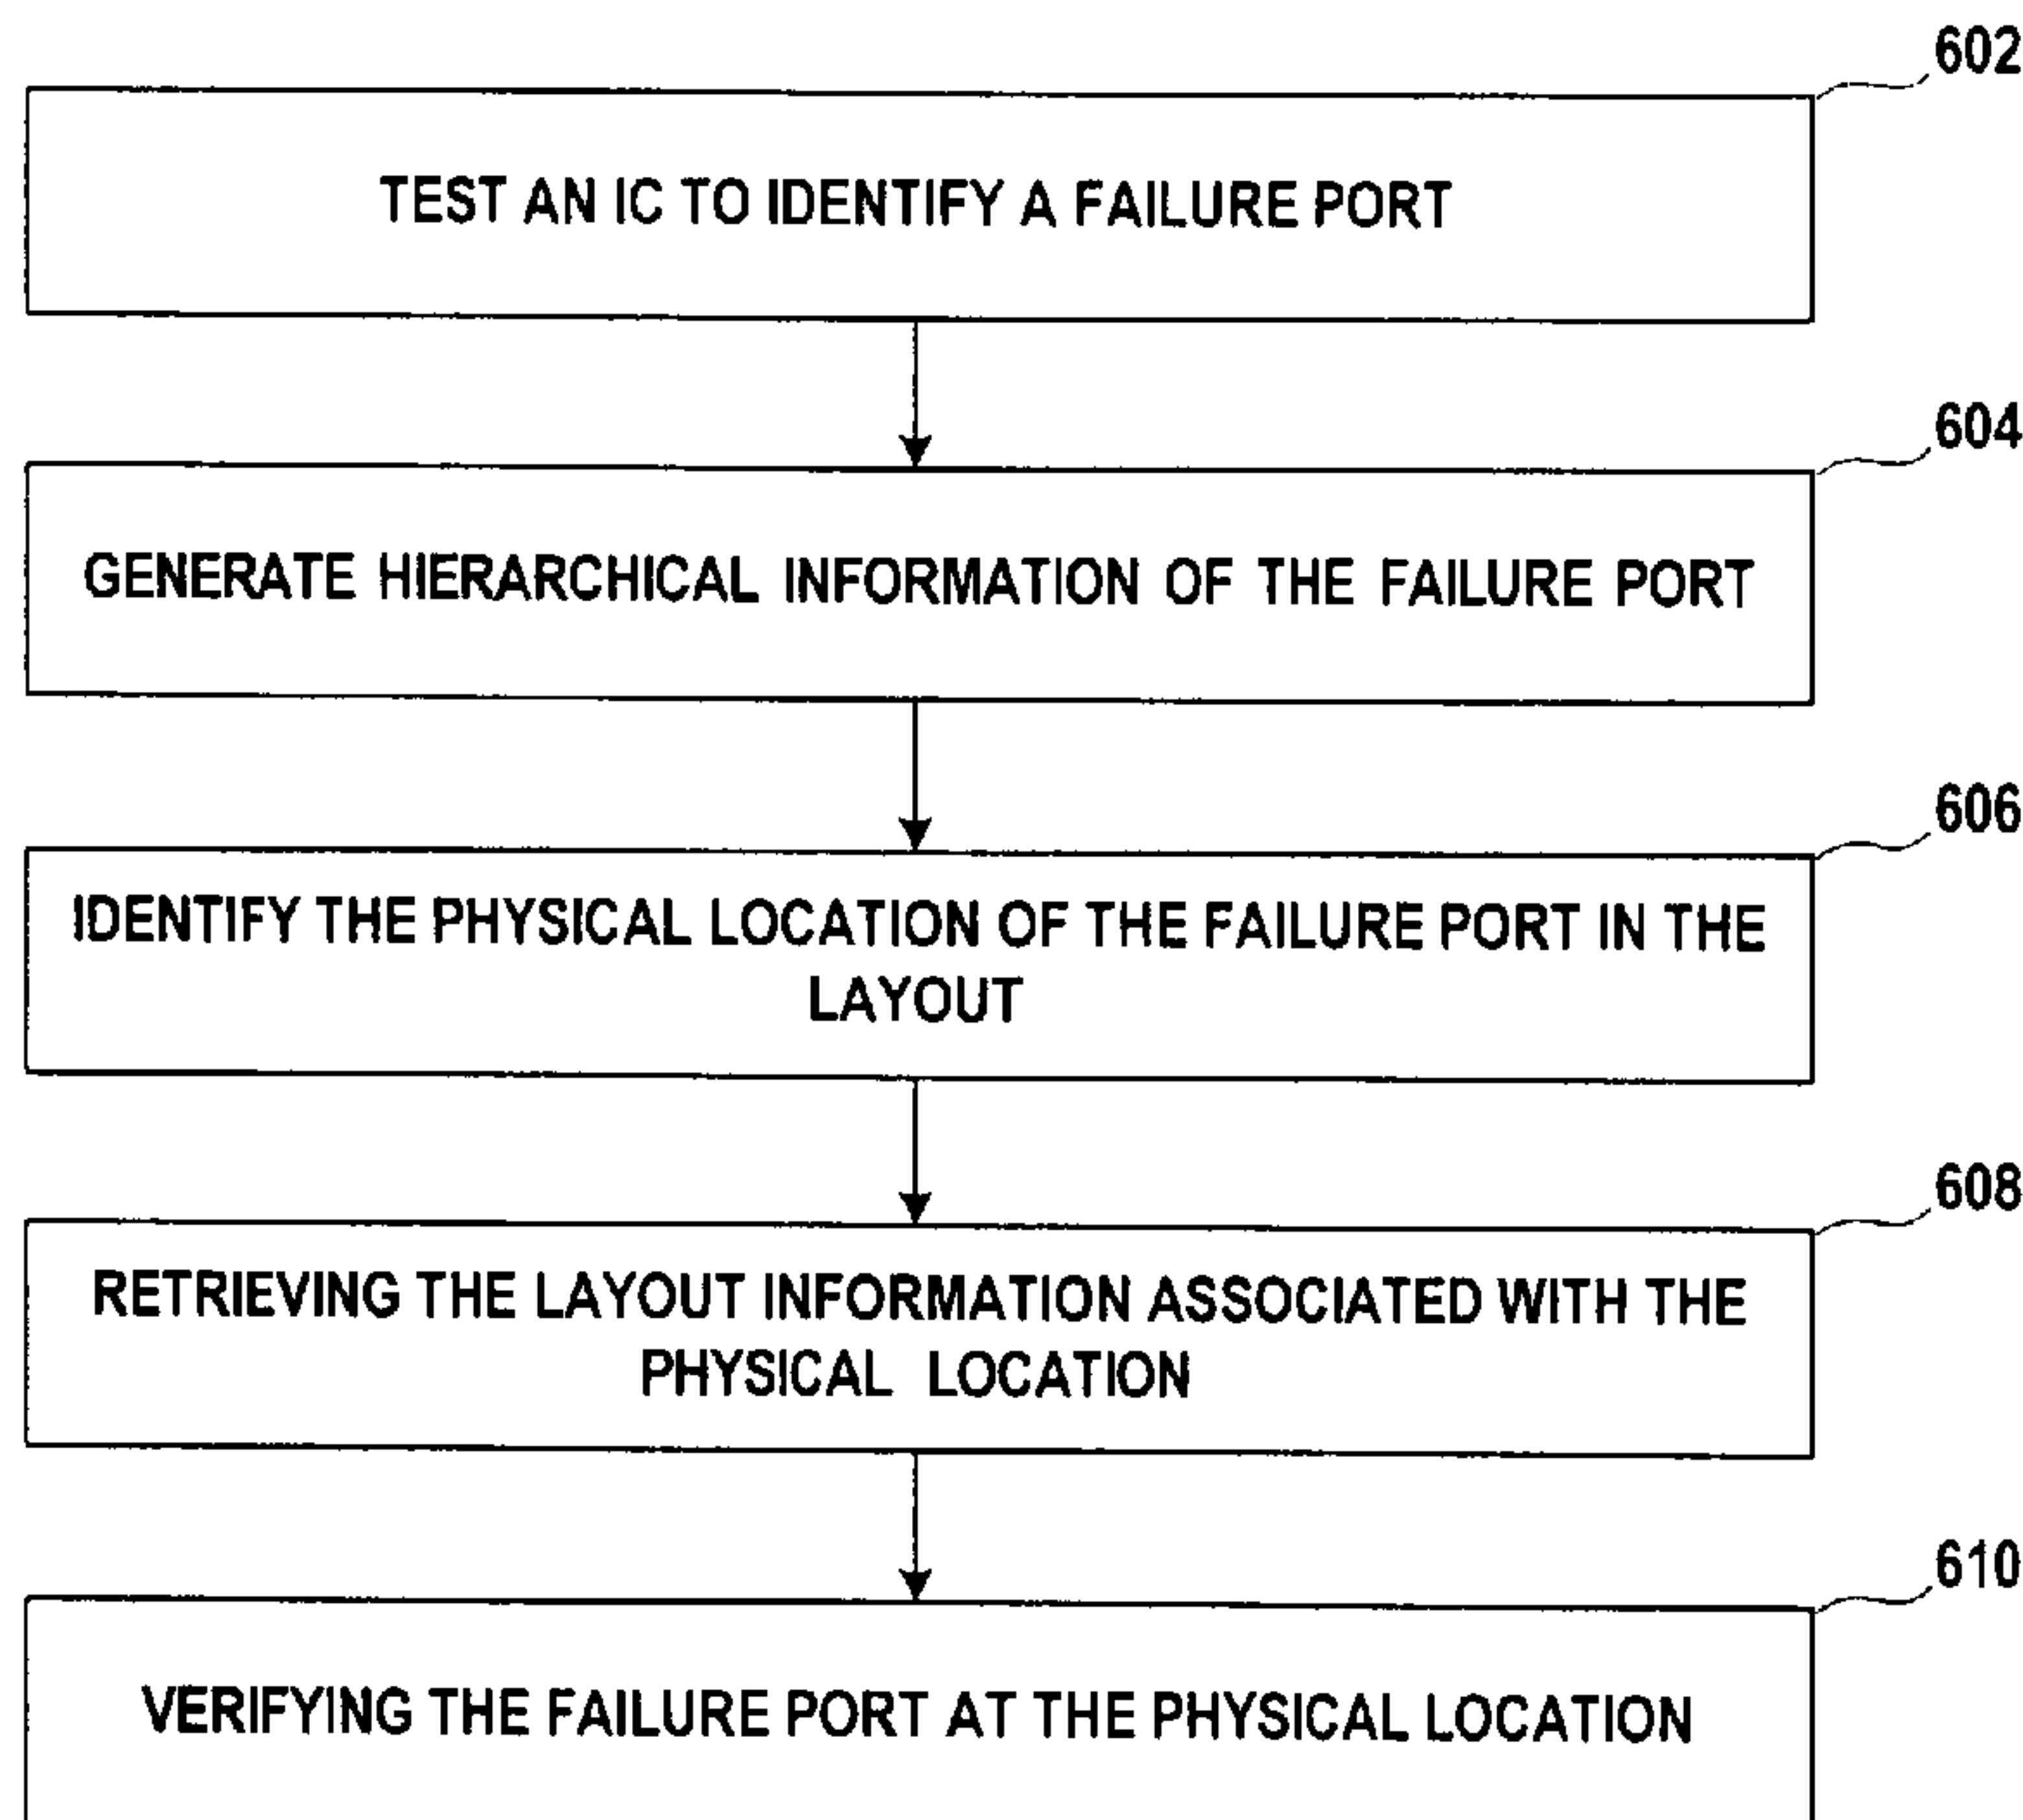 602
TEST AN IC TO IDENTIFY A FAILURE PORT
604
GENERATE HIERARCHICAL INFORMATION OF THE FAILURE PORT
606
IDENTIFY THE PHYSICAL LOCATION OF THE FAILURE PORT IN THE
LAYOUT
608
RETRIEVING THE LAYOUT INFORMATION ASSOCIATED WITH THE
PHYSICAL LOCATION
610
VERIFYING THE FAILURE PORT AT THE PHYSICAL LOCATION